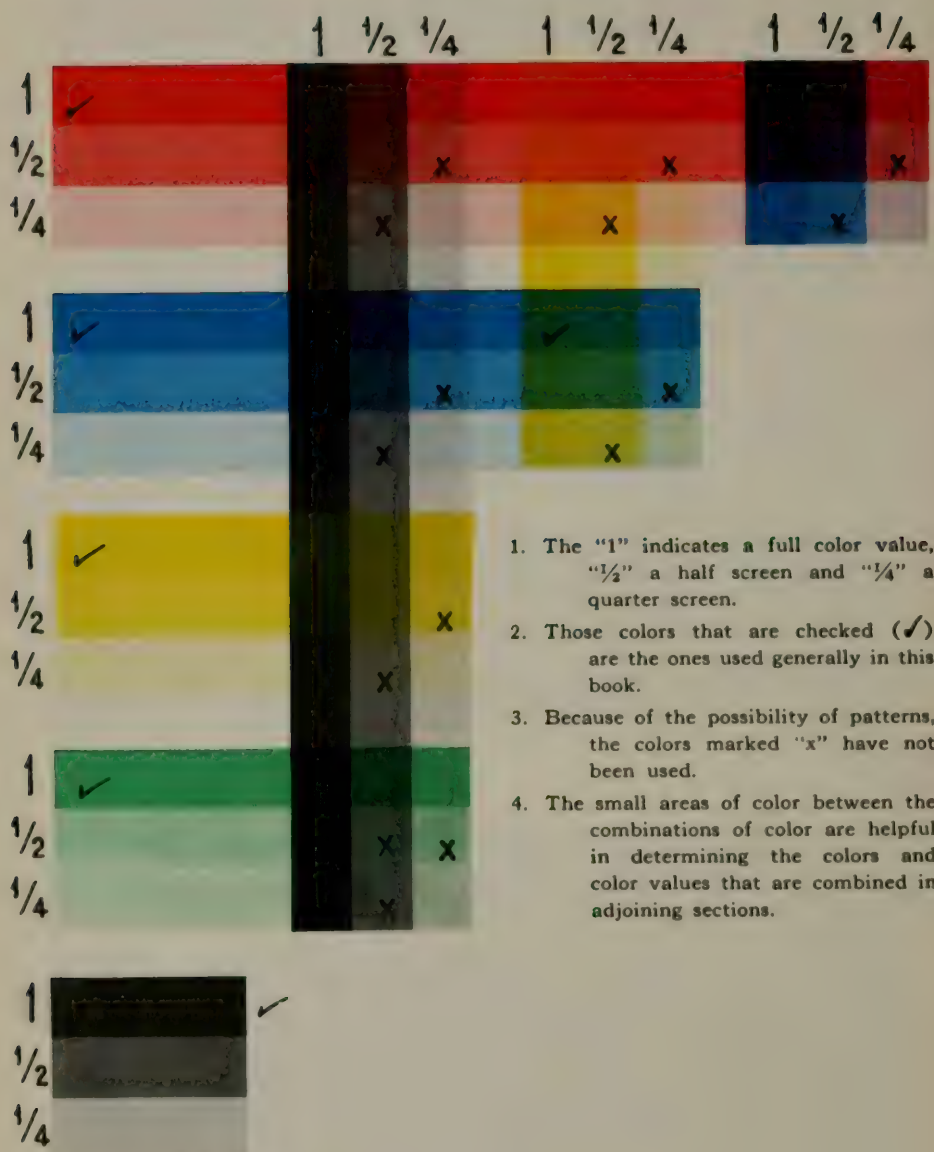 1 ½ ¼ 1 ½ ¼ 1 ½ ¼
1 ✓
½ x x x
¼ x x x
1 ✓ ✓
½ x x
¼ x x
1 ✓
½ x
¼ x
1 ✓
½ x x
¼ x
1 ✓
½
¼
1. The "1" indicates a full color value,
"½" a half screen and "¼" a
quarter screen.
2. Those colors that are checked (✓)
are the ones used generally in this
book.
3. Because of the possibility of patterns,
the colors marked "x" have not
been used.
4. The small areas of color between the
combinations of color are helpful
in determining the colors and
color values that are combined in
adjoining sections.